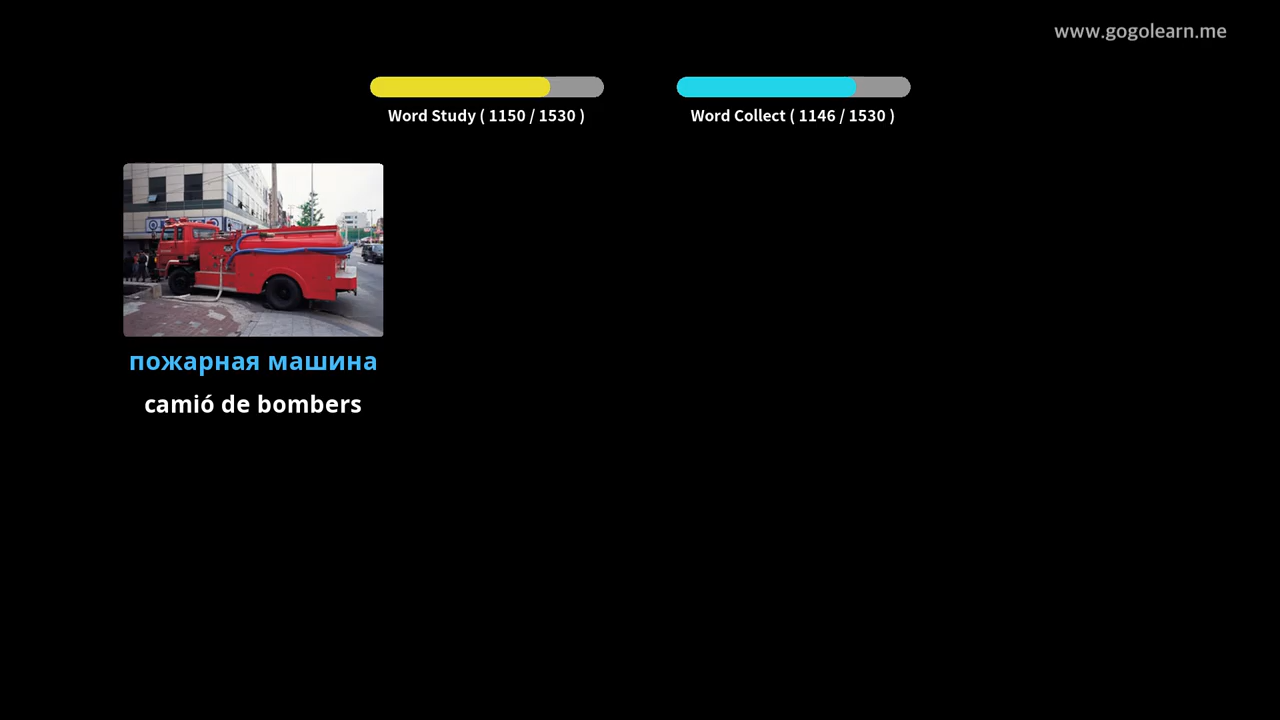 www.gogolearn.me
Word Study ( 1150 / 1530 )
Word Collect ( 1146 / 1530 )
пожарная машина
camió de bombers